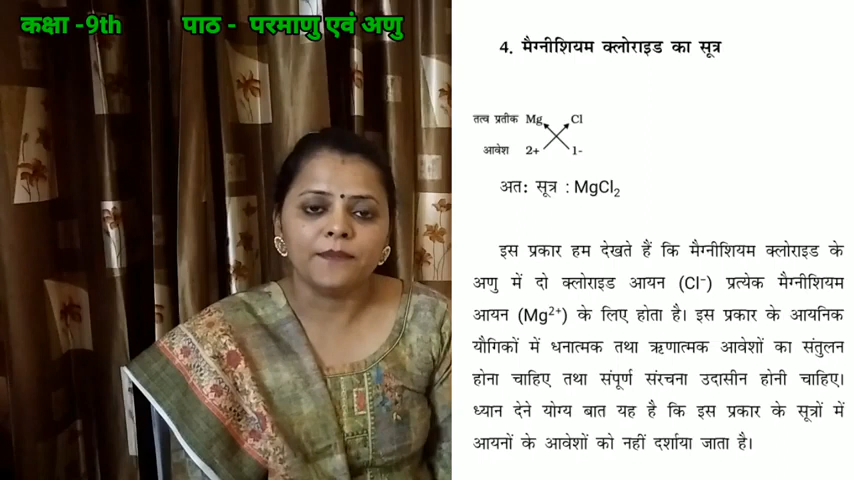 कक्षा -9th पाठ - परमाणु एवं अणु
4. मैग्नीशियम क्लोराइड का सूत्र
तत्व प्रतीक Mg Cl
आवेश 2+ 1-
अतः सूत्र : MgCl₂
इस प्रकार हम देखते हैं कि मैग्नीशियम क्लोराइड के
अणु में दो क्लोराइड आयन (Cl⁻) प्रत्येक मैग्नीशियम
आयन (Mg²⁺) के लिए होता है। इस प्रकार के आयनिक
यौगिकों में धनात्मक तथा ऋणात्मक आवेशों का संतुलन
होना चाहिए तथा संपूर्ण संरचना उदासीन होनी चाहिए।
ध्यान देने योग्य बात यह है कि इस प्रकार के सूत्रों में
आयनों के आवेशों को नहीं दर्शाया जाता है।